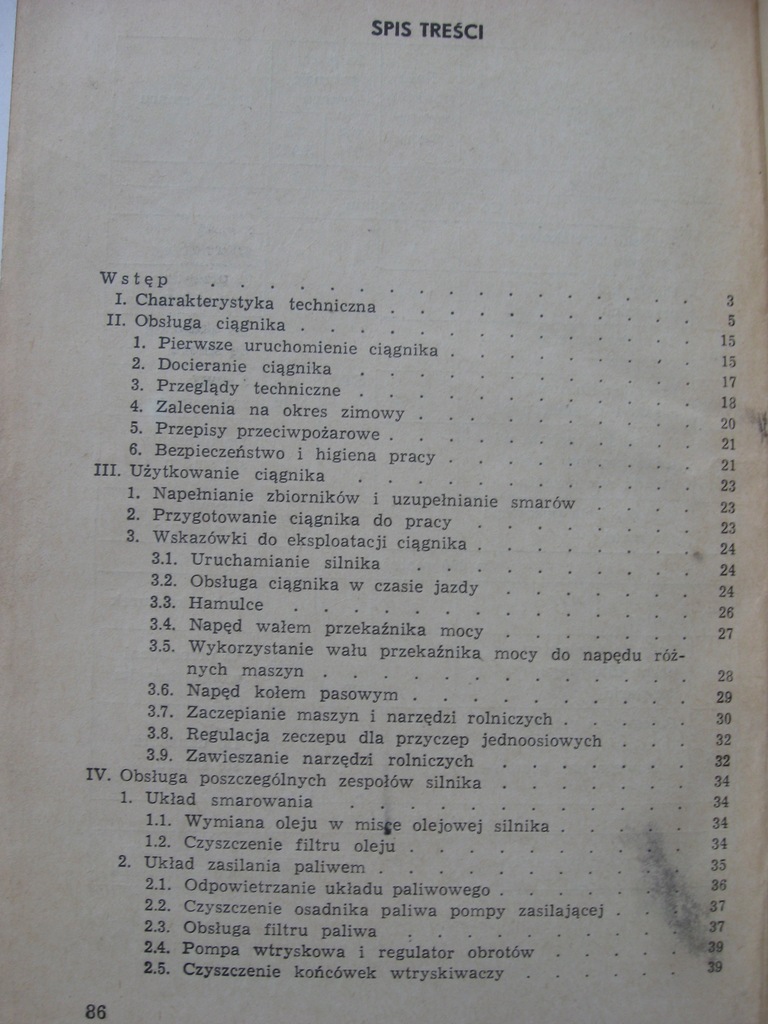 SPIS TREŚCI
Wstęp . . . . . . . . . . . . . . . . 3
I. Charakterystyka techniczna . . . . . . . . . . . 5
II. Obsługa ciągnika . . . . . . . . . . . . . 15
1. Pierwsze uruchomienie ciągnika . . . . . . . . . 15
2. Docieranie ciągnika . . . . . . . . . . . . 17
3. Przeglądy techniczne . . . . . . . . . . . . 18
4. Zalecenia na okres zimowy . . . . . . . . . . 20
5. Przepisy przeciwpożarowe . . . . . . . . . . . 21
6. Bezpieczeństwo i higiena pracy . . . . . . . . . 21
III. Użytkowanie ciągnika . . . . . . . . . . . . 23
1. Napełnianie zbiorników i uzupełnianie smarów . . . . 23
2. Przygotowanie ciągnika do pracy . . . . . . . . 23
3. Wskazówki do eksploatacji ciągnika . . . . . . . . 24
3.1. Uruchamianie silnika . . . . . . . . . . 24
3.2. Obsługa ciągnika w czasie jazdy . . . . . . . 24
3.3. Hamulce . . . . . . . . . . . . . . 26
3.4. Napęd wałem przekaźnika mocy . . . . . . . 27
3.5. Wykorzystanie wału przekaźnika mocy do napędu róż-
nych maszyn . . . . . . . . . . . . . 28
3.6. Napęd kołem pasowym . . . . . . . . . . 29
3.7. Zaczepianie maszyn i narzędzi rolniczych . . . . . 30
3.8. Regulacja zeczepu dla przyczep jednoosiowych . . . 32
3.9. Zawieszanie narzędzi rolniczych . . . . . . . 32
IV. Obsługa poszczególnych zespołów silnika . . . . . . . 34
1. Układ smarowania . . . . . . . . . . . . 34
1.1. Wymiana oleju w misce olejowej silnika . . . . . 34
1.2. Czyszczenie filtru oleju . . . . . . . . . . 34
2. Układ zasilania paliwem . . . . . . . . . . . 35
2.1. Odpowietrzanie układu paliwowego . . . . . . . 36
2.2. Czyszczenie osadnika paliwa pompy zasilającej . . . 37
2.3. Obsługa filtru paliwa . . . . . . . . . . 37
2.4. Pompa wtryskowa i regulator obrotów . . . . . 39
2.5. Czyszczenie końcówek wtryskiwaczy . . . . . . 39
86